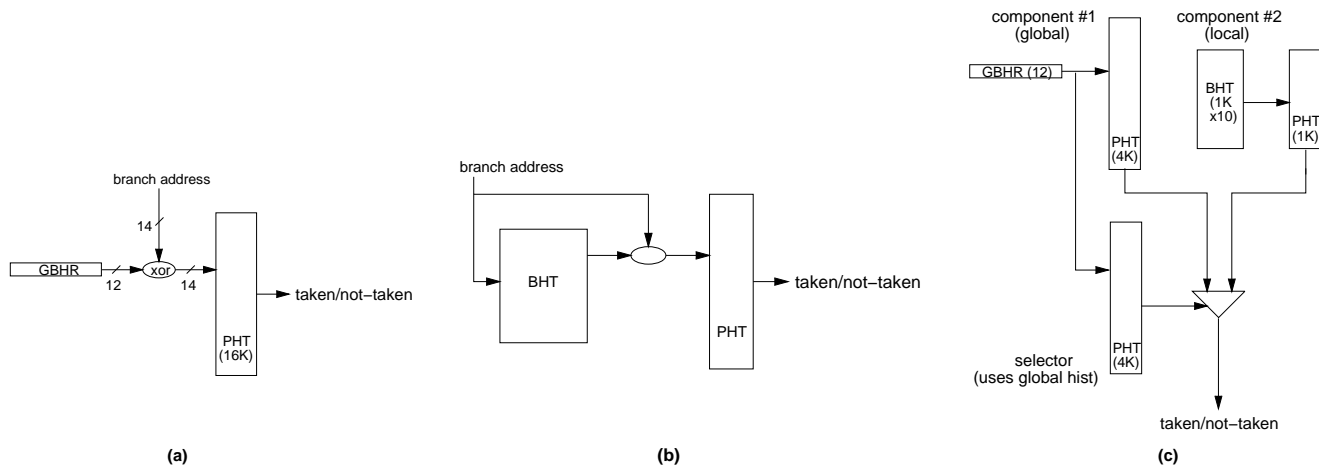 branch address
14
GBHR
12
xor
14
PHT
(16K)
taken/not−taken
(a)
branch address
BHT
PHT
taken/not−taken
(b)
component #1
(global)
component #2
(local)
GBHR (12)
PHT
(4K)
BHT
(1K
x10)
PHT
(1K)
selector
(uses global hist)
PHT
(4K)
taken/not−taken
(c)